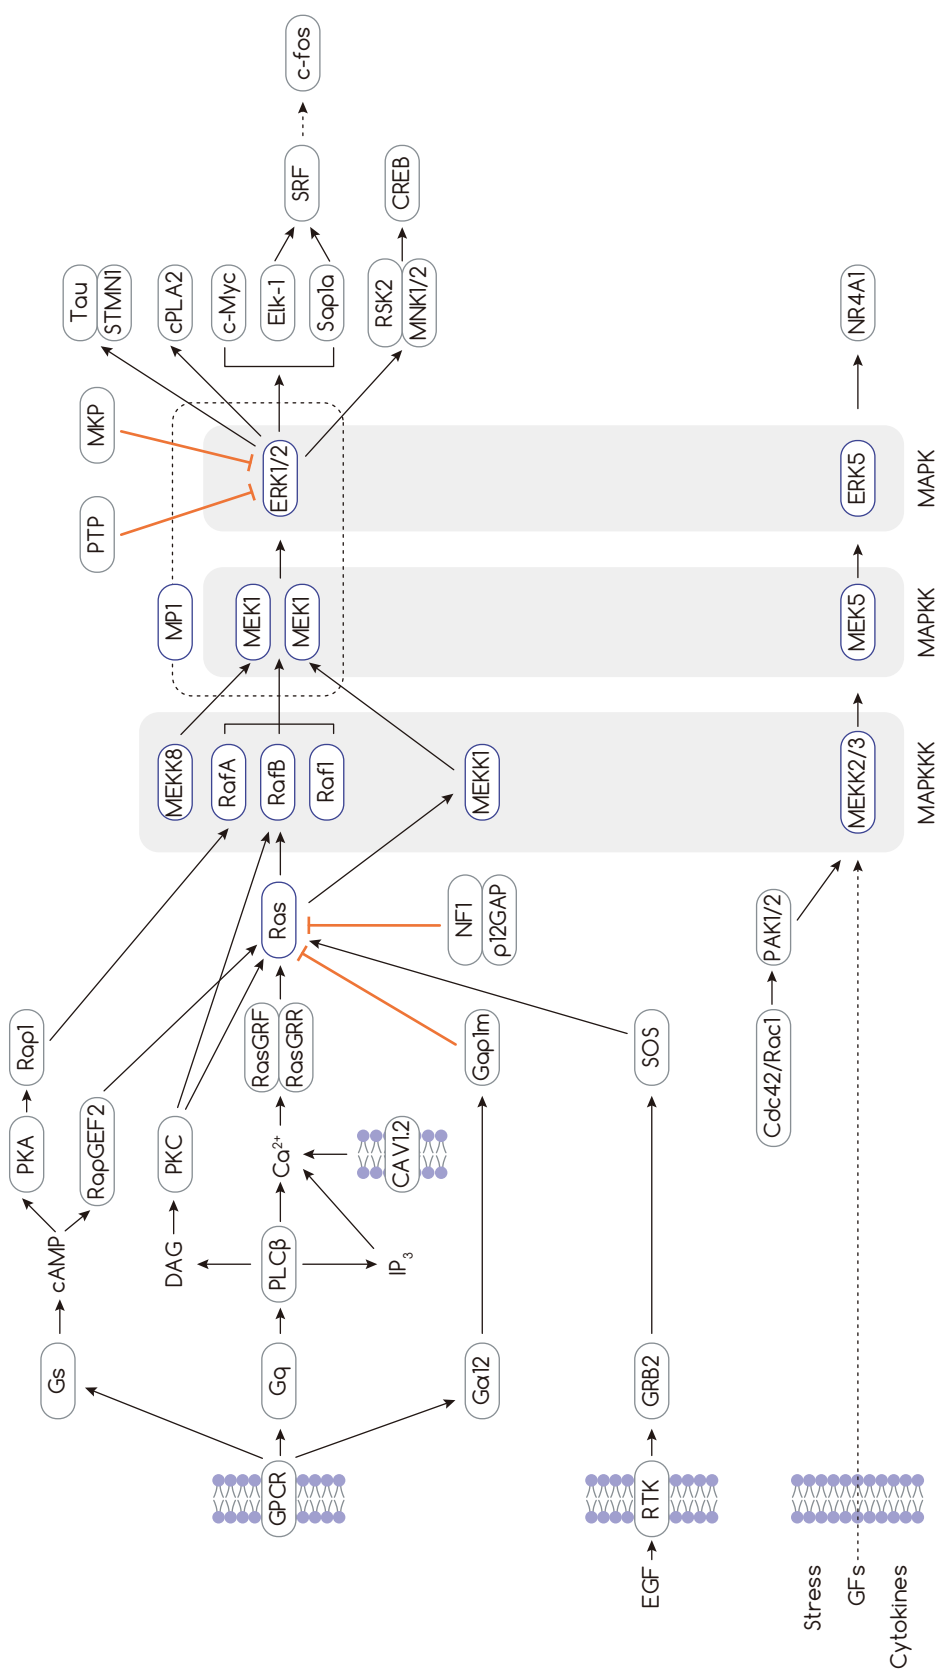 GPCR
Gs
cAMP
PKA
Rap1
RapGEF2
Gq
PLCβ
DAG
PKC
IP3
Ca2+
CAV1.2
RasGRF
RasGRR
Gα12
Gap1m
Ras
NF1
p12GAP
EGF
RTK
GRB2
SOS
Stress
GFs
Cytokines
Cdc42/Rac1
PAK1/2
MEKK8
RafA
RafB
Raf1
MEKK1
MEKK2/3
MAPKKK
MP1
MEK1
MEK1
MEK5
MAPKK
PTP
MKP
ERK1/2
ERK5
MAPK
Tau
STMN1
cPLA2
c-Myc
Elk-1
Sap1a
RSK2
MNK1/2
NR4A1
SRF
CREB
c-fos